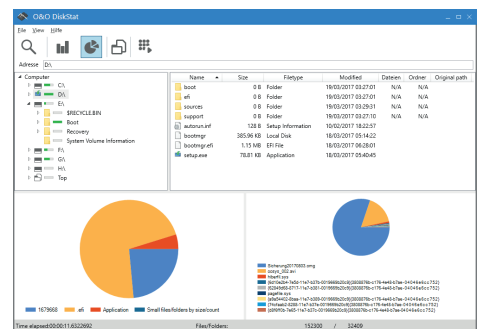 O&O DiskStat
File View Hilfe
Adresse D:\
Computer
C:\
D:\
E:\
$RECYCLE.BIN
Boot
Recovery
System Volume Information
F:\
G:\
H:\
Top
Name Size Filetype Modified Dateien Ordner Original path
boot 0 B Folder 19/03/2017 03:27:01 N/A N/A
efi 0 B Folder 19/03/2017 03:27:01 N/A N/A
sources 0 B Folder 19/03/2017 03:29:31 N/A N/A
support 0 B Folder 19/03/2017 03:27:10 N/A N/A
autorun.inf 128 B Setup Information 10/02/2017 18:22:57
bootmgr 385.96 KB Local Disk 18/03/2017 05:14:22
bootmgr.efi 1.15 MB EFI File 18/03/2017 06:28:01
setup.exe 78.81 KB Application 18/03/2017 05:40:45
1679668 .efi Application Small files/folders by size/count
Sicherung20170803.omg
oosys_002.avi
hiberfil.sys
pagefile.sys
Time elapsed:00:00:11.6322692 Files/Folders: 152300 / 32409